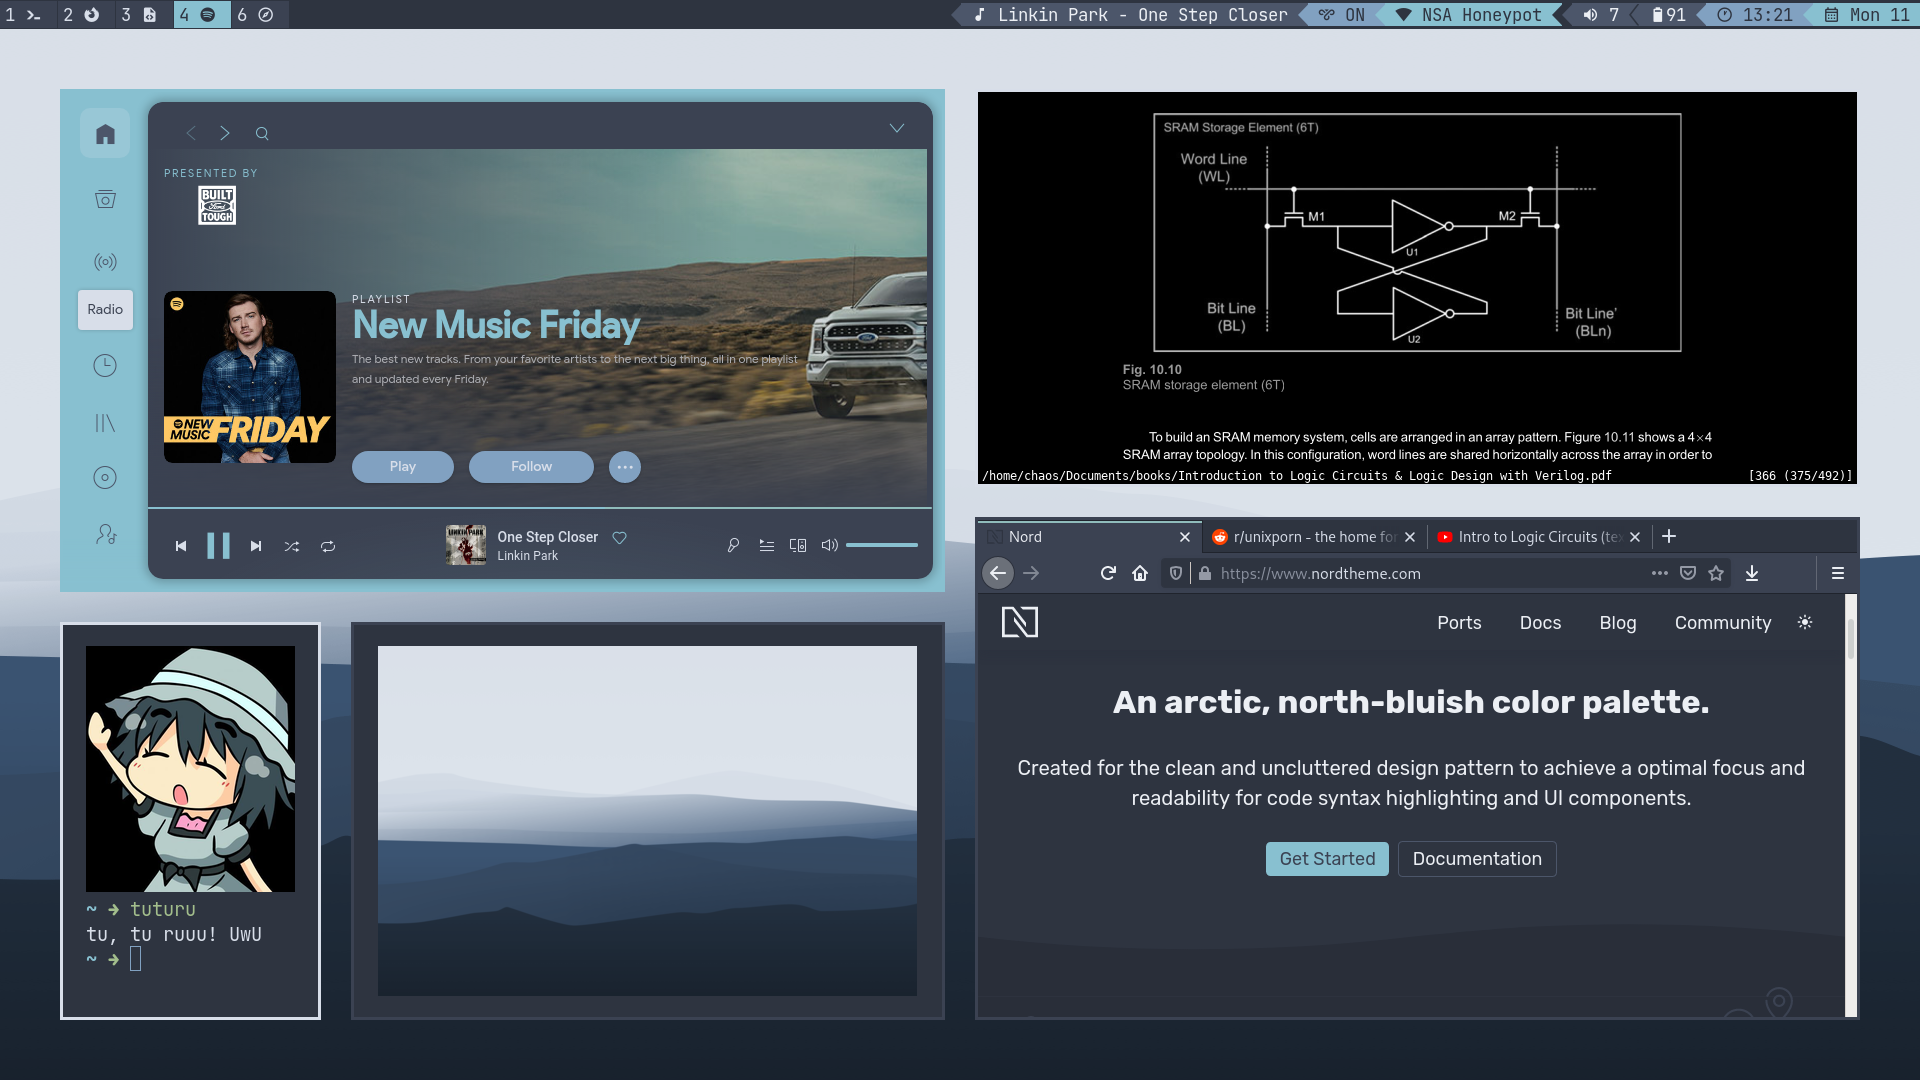 1 2 3 4 6 Linkin Park - One Step Closer ON NSA Honeypot 7 91 13:21 Mon 11
PRESENTED BY
BUILT
Ford
TOUGH
Radio
PLAYLIST
New Music Friday
The best new tracks. From your favorite artists to the next big thing, all in one playlist
and updated every Friday.
NEW
MUSIC
FRIDAY
Play Follow
LINKIN PARK
One Step Closer
Linkin Park
SRAM Storage Element (6T)
Word Line
(WL)
M1
M2
U1
Bit Line
(BL)
Bit Line'
(BLn)
U2
Fig. 10.10
SRAM storage element (6T)
To build an SRAM memory system, cells are arranged in an array pattern. Figure 10.11 shows a 4×4
SRAM array topology. In this configuration, word lines are shared horizontally across the array in order to
/home/chaos/Documents/books/Introduction to Logic Circuits & Logic Design with Verilog.pdf [366 (375/492)]
~ → tuturu
tu, tu ruuu! UwU
~ →
Nord r/unixporn - the home for Intro to Logic Circuits (tex
https://www.nordtheme.com
Ports Docs Blog Community
An arctic, north-bluish color palette.
Created for the clean and uncluttered design pattern to achieve a optimal focus and
readability for code syntax highlighting and UI components.
Get Started Documentation